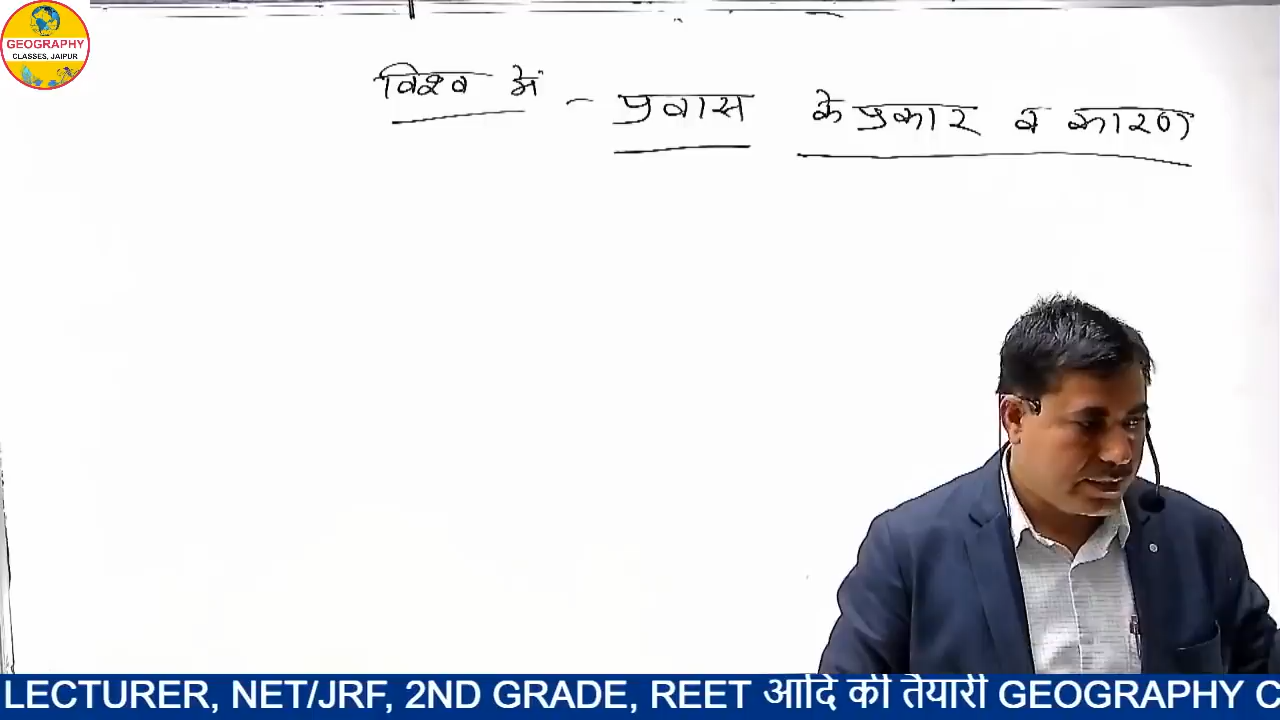 GEOGRAPHY
CLASSES, JAIPUR
विश्व में - प्रवास के प्रकार व कारण
LECTURER, NET/JRF, 2ND GRADE, REET आदि की तैयारी GEOGRAPHY C